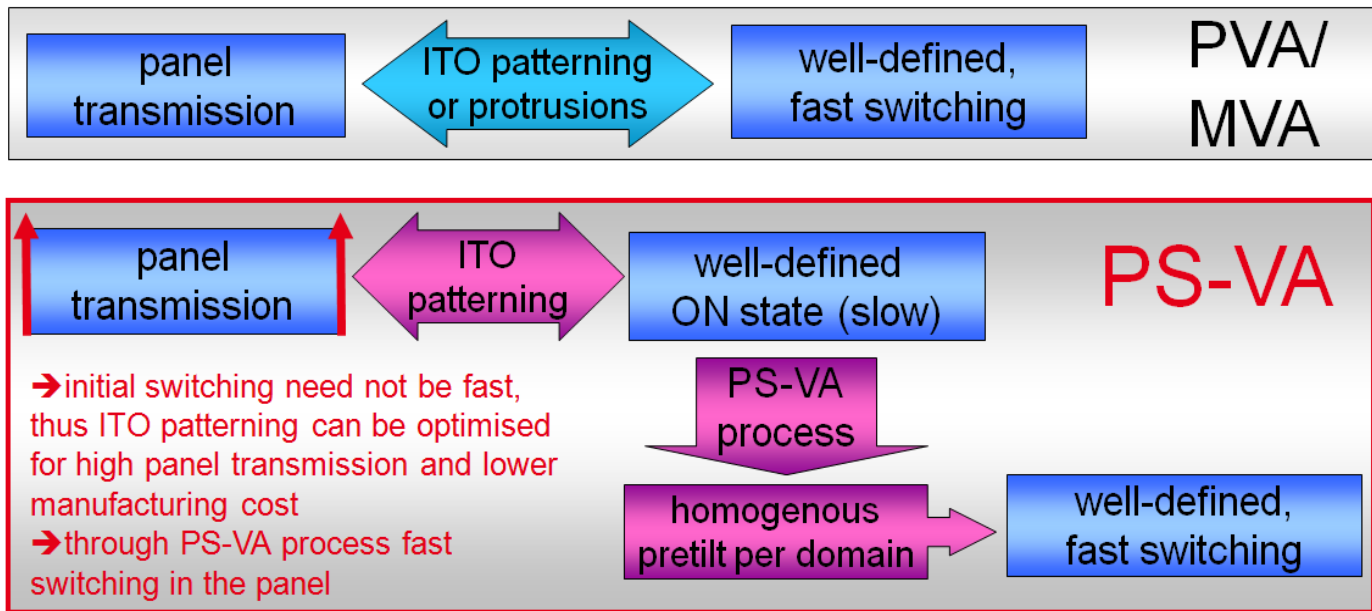 panel
transmission
ITO patterning
or protrusions
well-defined,
fast switching
PVA/
MVA
panel
transmission
ITO
patterning
well-defined
ON state (slow)
PS-VA
➔initial switching need not be fast,
thus ITO patterning can be optimised
for high panel transmission and lower
manufacturing cost
➔through PS-VA process fast
switching in the panel
PS-VA
process
homogenous
pretilt per domain
well-defined,
fast switching